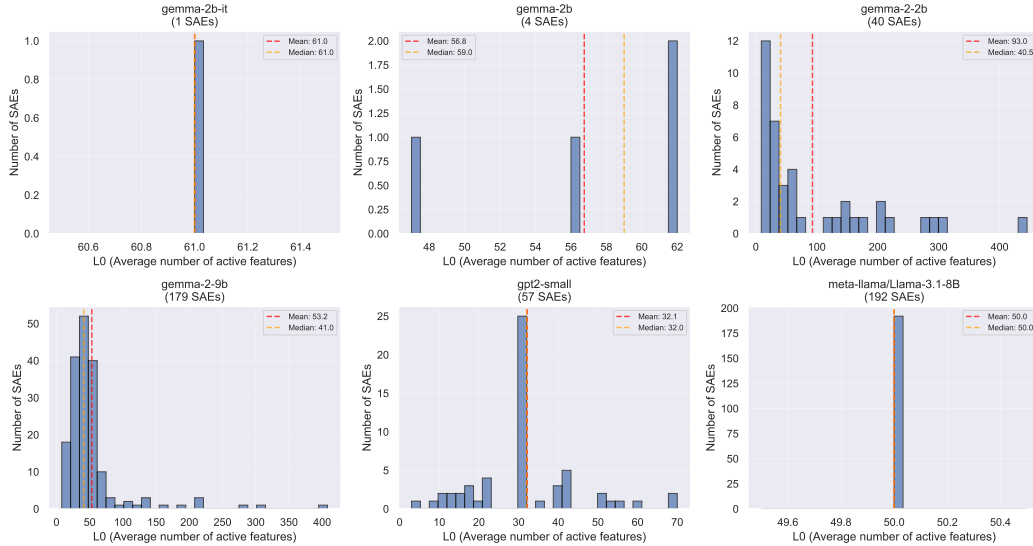 gemma-2b-it
(1 SAEs)
1.0
0.8
0.6
0.4
0.2
0.0
Number of SAEs
Mean: 61.0
Median: 61.0
60.6 60.8 61.0 61.2 61.4
L0 (Average number of active features)
gemma-2b
(4 SAEs)
2.00
1.75
1.50
1.25
1.00
0.75
0.50
0.25
0.00
Number of SAEs
Mean: 56.8
Median: 59.0
48 50 52 54 56 58 60 62
L0 (Average number of active features)
gemma-2-2b
(40 SAEs)
12
10
8
6
4
2
0
Number of SAEs
Mean: 93.0
Median: 40.5
0 100 200 300 400
L0 (Average number of active features)
gemma-2-9b
(179 SAEs)
50
40
30
20
10
0
Number of SAEs
Mean: 53.2
Median: 41.0
0 50 100 150 200 250 300 350 400
L0 (Average number of active features)
gpt2-small
(57 SAEs)
25
20
15
10
5
0
Number of SAEs
Mean: 32.1
Median: 32.0
0 10 20 30 40 50 60 70
L0 (Average number of active features)
meta-llama/Llama-3.1-8B
(192 SAEs)
200
175
150
125
100
75
50
25
0
Number of SAEs
Mean: 50.0
Median: 50.0
49.6 49.8 50.0 50.2 50.4
L0 (Average number of active features)